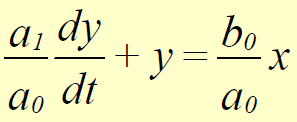 a₁/a₀ dy/dt + y = b₀/a₀ x